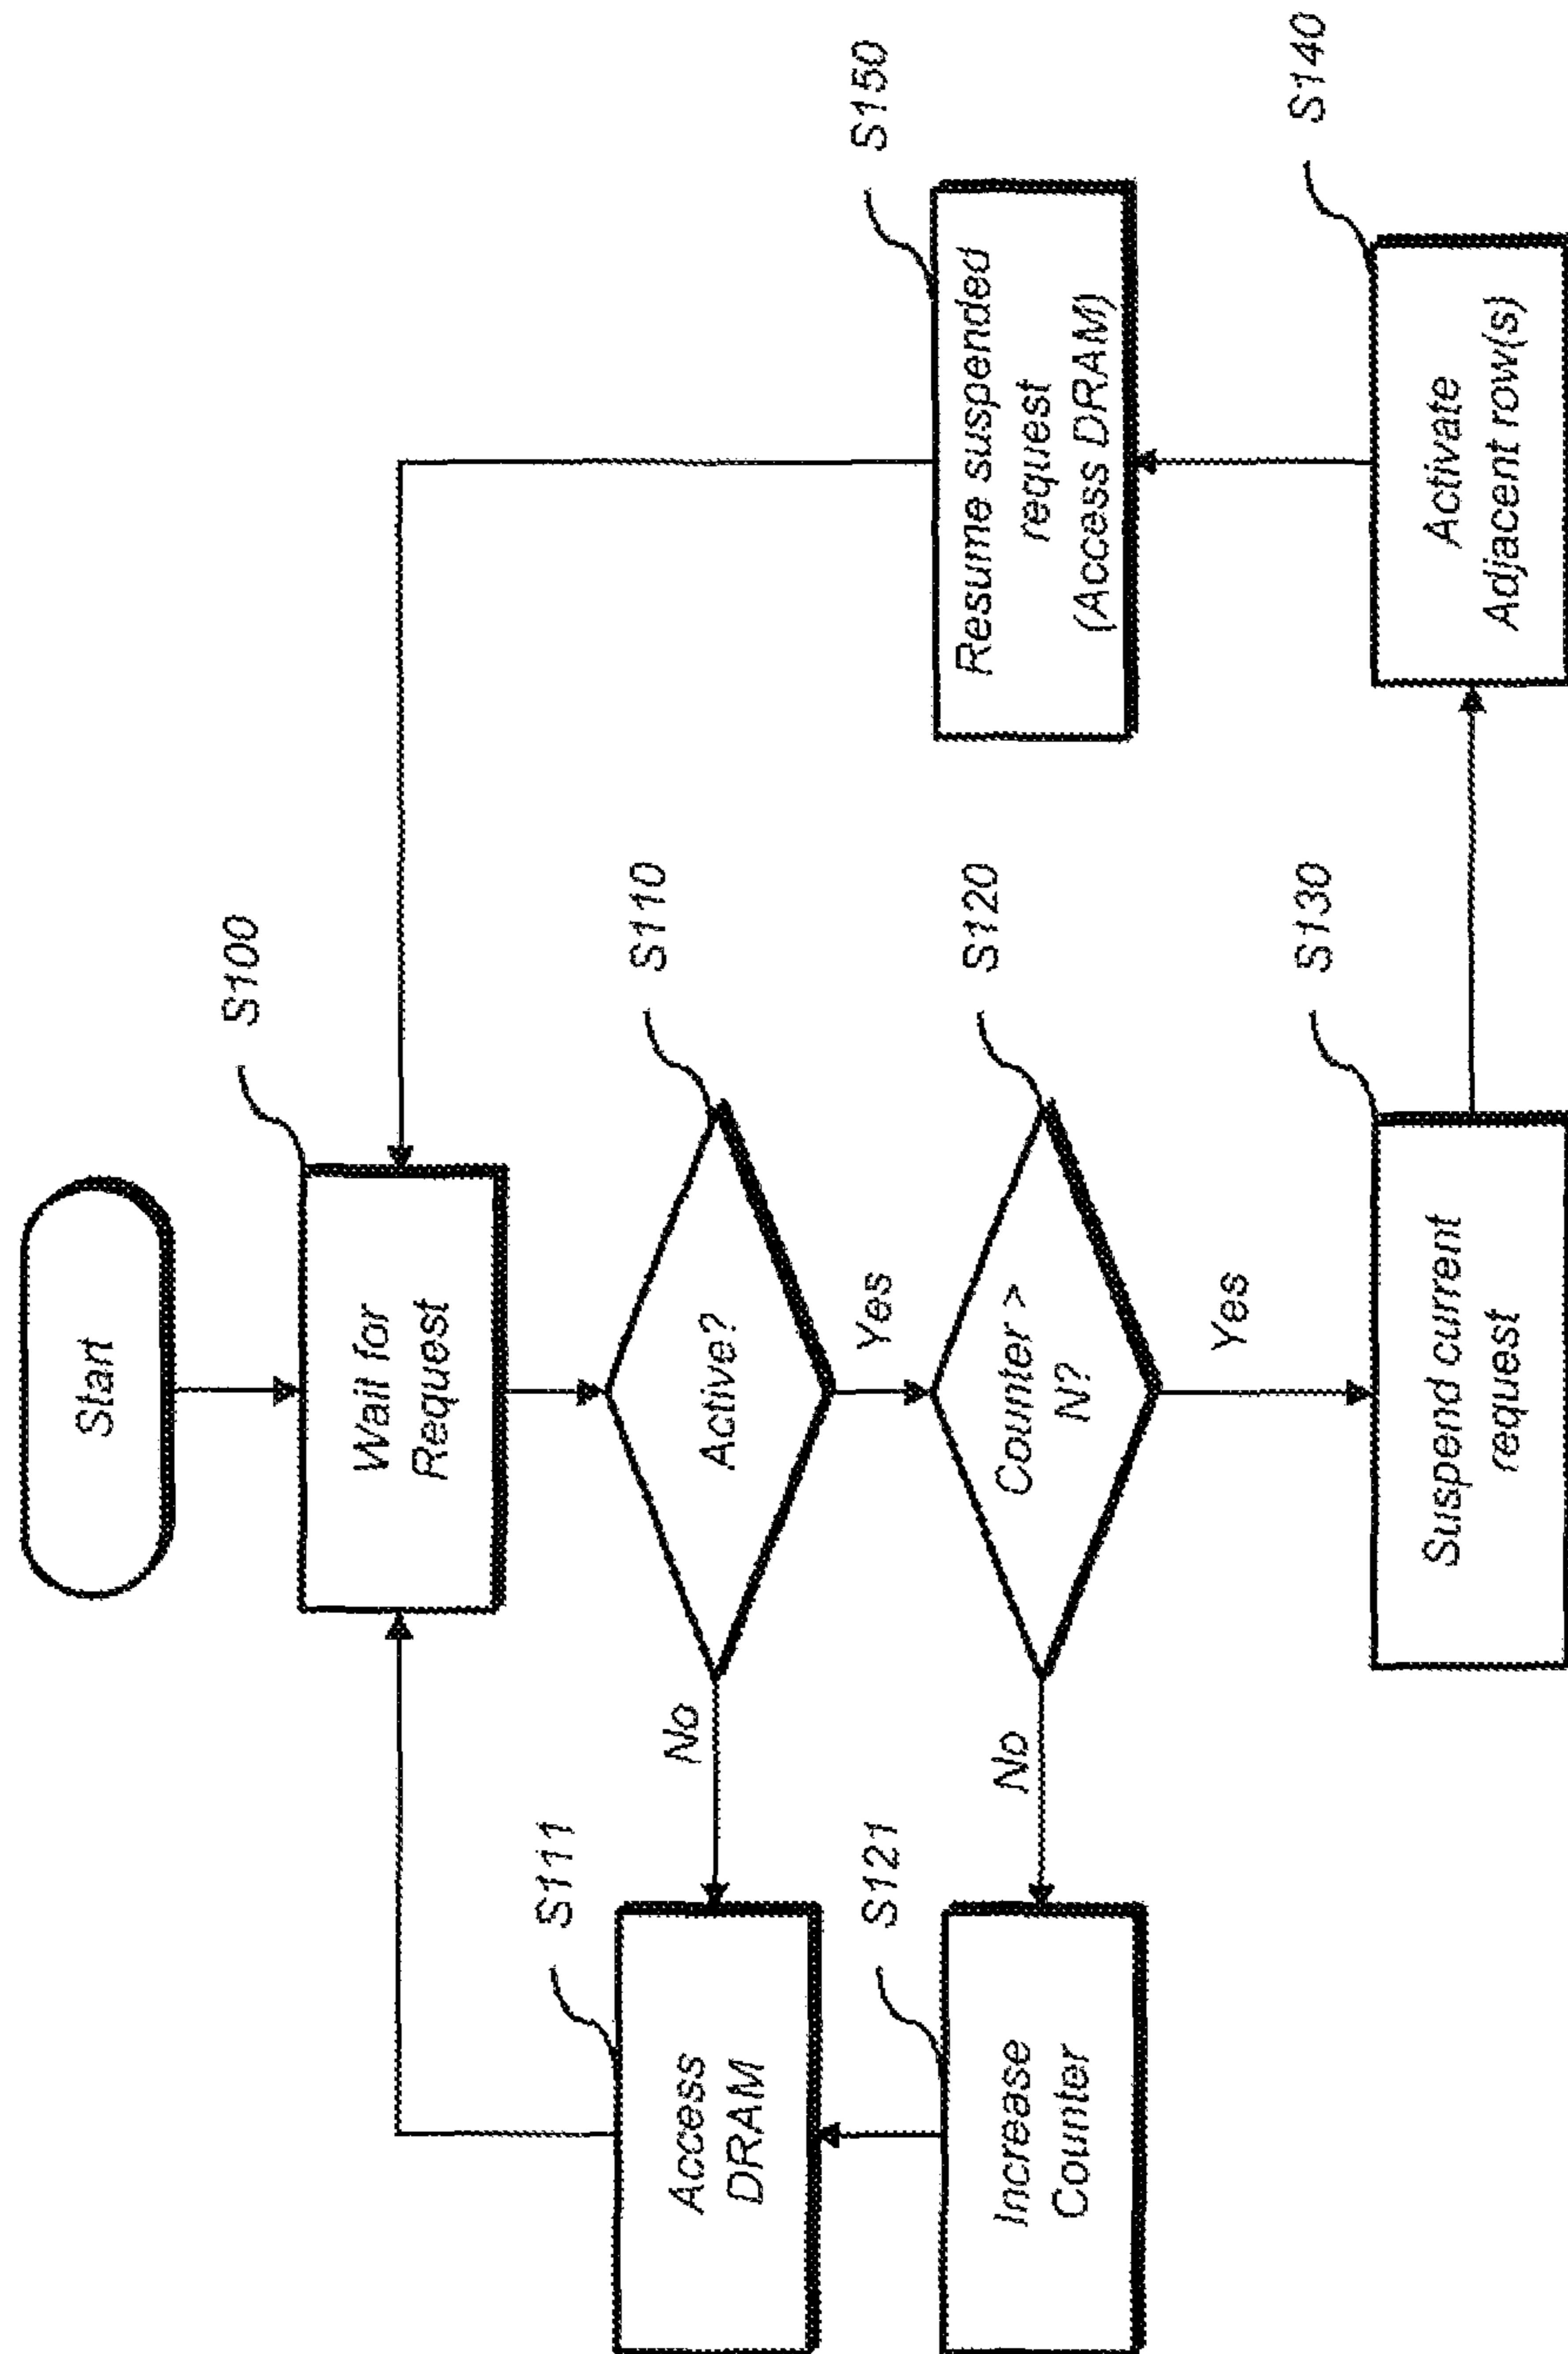 Start
S100
Wait for
Request
S110
Active?
No
Yes
S111
Access
DRAM
S120
Counter >
N?
No
Yes
S121
Increase
Counter
S130
Suspend current
request
S140
Activate
Adjacent row(s)
S150
Resume suspended
request
(Access DRAM)